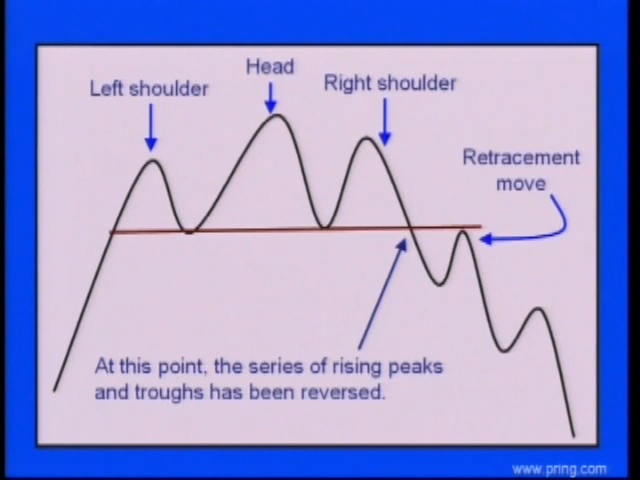 Head
Left shoulder
Right shoulder
Retracement
move
At this point, the series of rising peaks
and troughs has been reversed.
www.pring.com